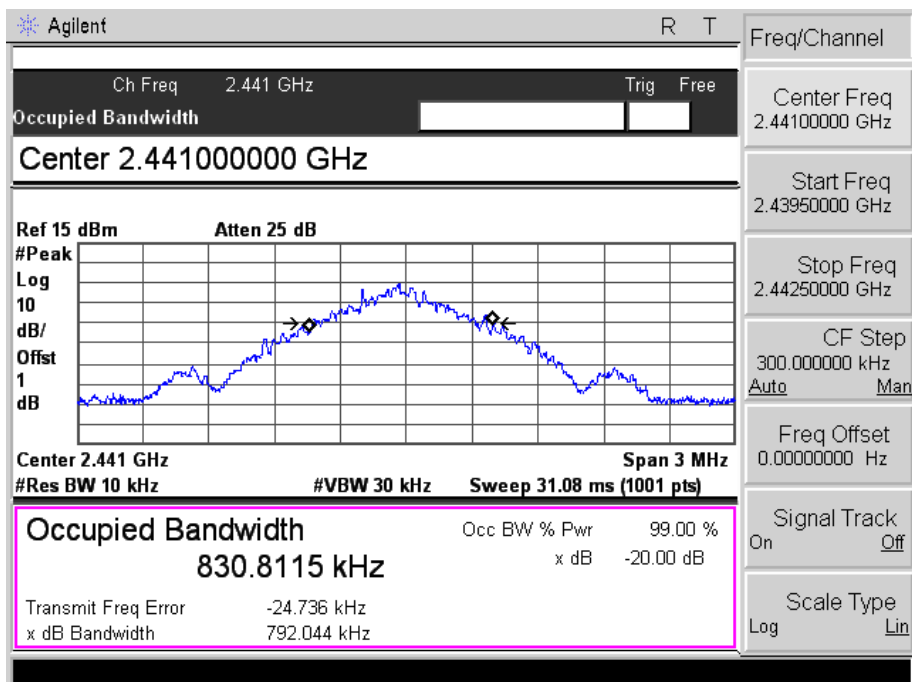 Agilent
R T
Freq/Channel
Ch Freq 2.441 GHz Trig Free
Occupied Bandwidth
Center 2.441000000 GHz
Ref 15 dBm Atten 25 dB
#Peak
Log
10
dB/
Offst
1
dB
Center 2.441 GHz Span 3 MHz
#Res BW 10 kHz #VBW 30 kHz Sweep 31.08 ms (1001 pts)
Occupied Bandwidth Occ BW % Pwr 99.00 %
830.8115 kHz x dB -20.00 dB
Transmit Freq Error -24.736 kHz
x dB Bandwidth 792.044 kHz
Center Freq
2.44100000 GHz
Start Freq
2.43950000 GHz
Stop Freq
2.44250000 GHz
CF Step
300.000000 kHz
Auto Man
Freq Offset
0.00000000 Hz
Signal Track
On Off
Scale Type
Log Lin